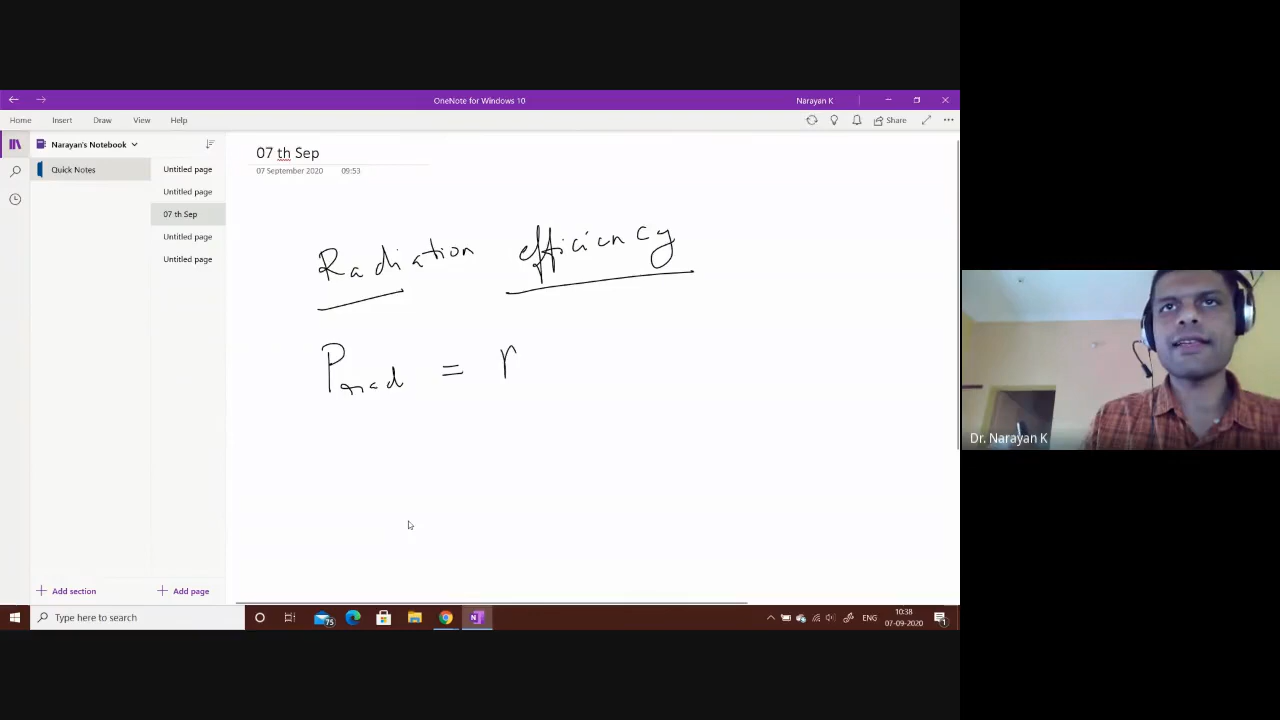 OneNote for Windows 10
Narayan K
Home Insert Draw View Help
Share
Narayan's Notebook
07 th Sep
Quick Notes
Untitled page
07 September 2020 09:53
Untitled page
07 th Sep
Untitled page
Untitled page
Radiation efficiency
Prad =
Dr. Narayan K
Add section
Add page
Type here to search
75
ENG
10:38
07-09-2020
1